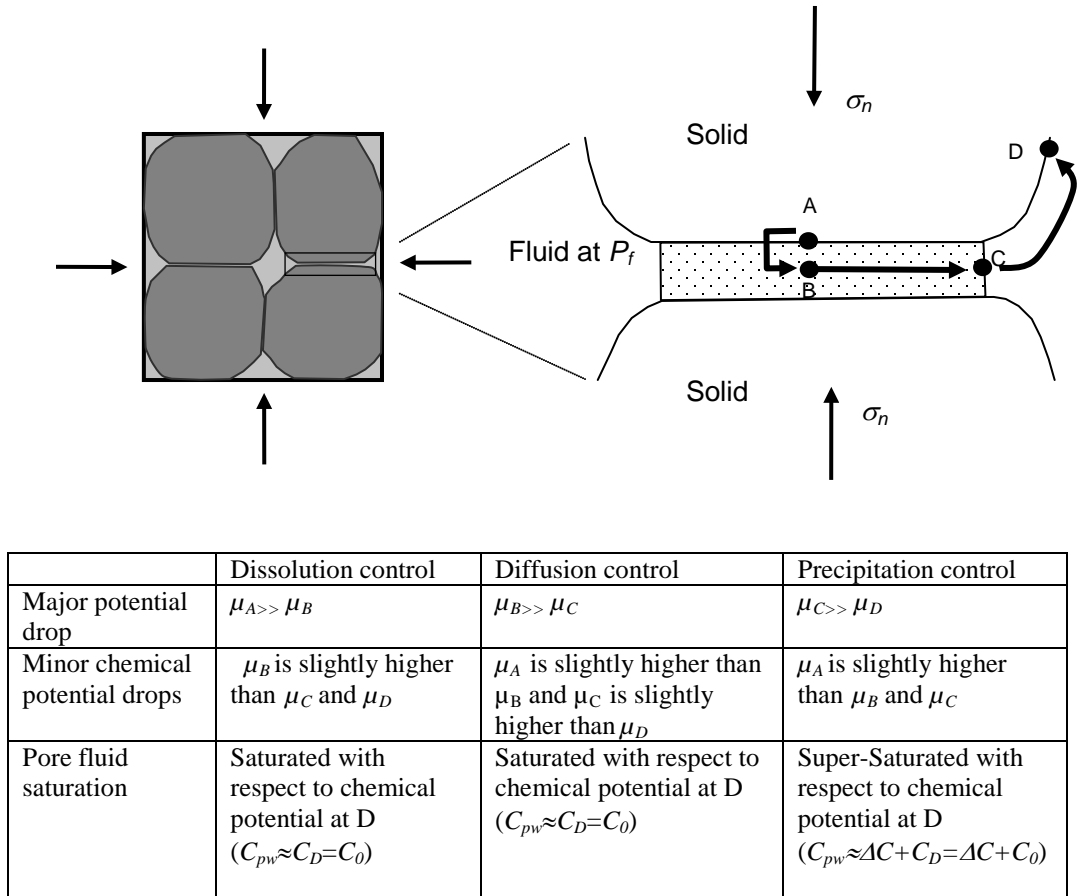 σn
Solid
D
A
Fluid at Pf
C
B
Solid
σn
Dissolution control
Diffusion control
Precipitation control
Major potential
drop
μA>> μB
μB>> μC
μC>> μD
Minor chemical
potential drops
μB is slightly higher
than μC and μD
μA is slightly higher than
μB and μC is slightly
higher than μD
μA is slightly higher
than μB and μC
Pore fluid
saturation
Saturated with
respect to chemical
potential at D
(Cpw≈CD=C0)
Saturated with respect to
chemical potential at D
(Cpw≈CD=C0)
Super-Saturated with
respect to chemical
potential at D
(Cpw≈ΔC+CD=ΔC+C0)